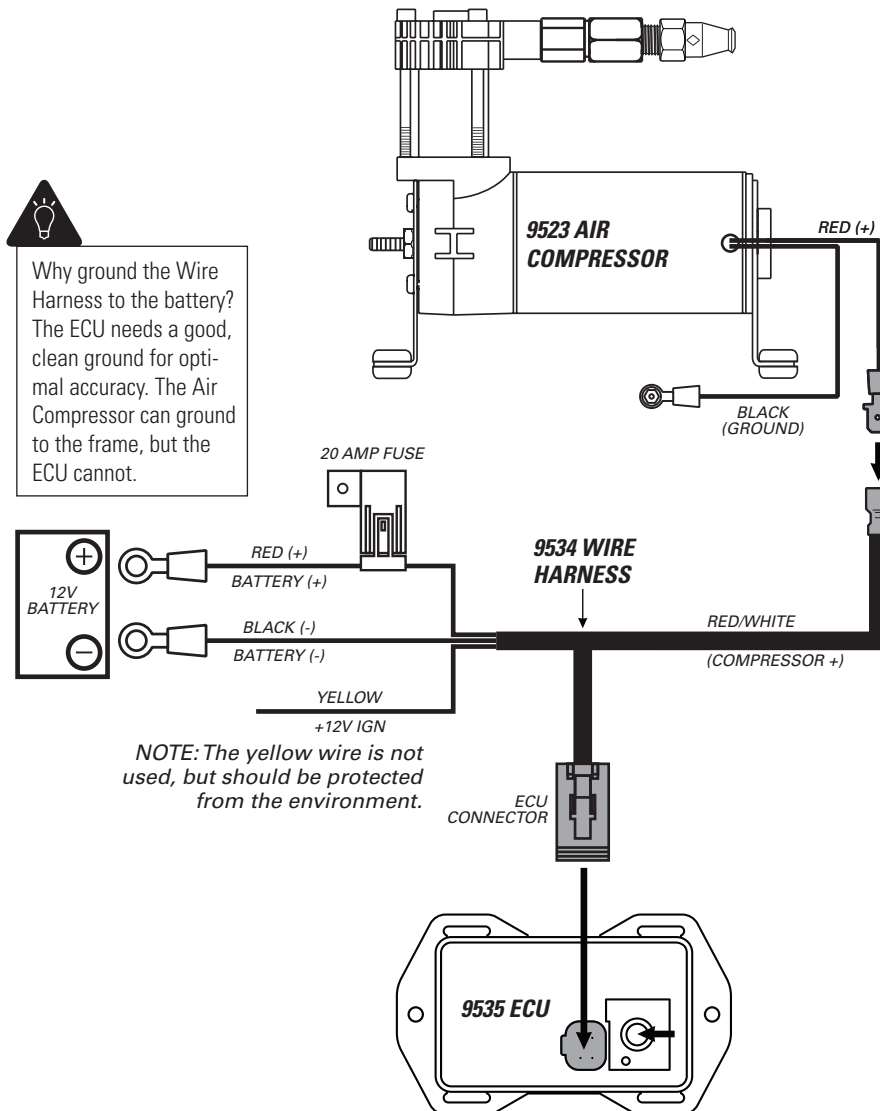 9523 AIR
COMPRESSOR
RED (+)
Why ground the Wire
Harness to the battery?
The ECU needs a good,
clean ground for opti-
mal accuracy. The Air
Compressor can ground
to the frame, but the
ECU cannot.
BLACK
(GROUND)
20 AMP FUSE
12V
BATTERY
RED (+)
BATTERY (+)
BLACK (-)
BATTERY (-)
YELLOW
+12V IGN
NOTE: The yellow wire is not
used, but should be protected
from the environment.
9534 WIRE
HARNESS
RED/WHITE
(COMPRESSOR +)
ECU
CONNECTOR
9535 ECU